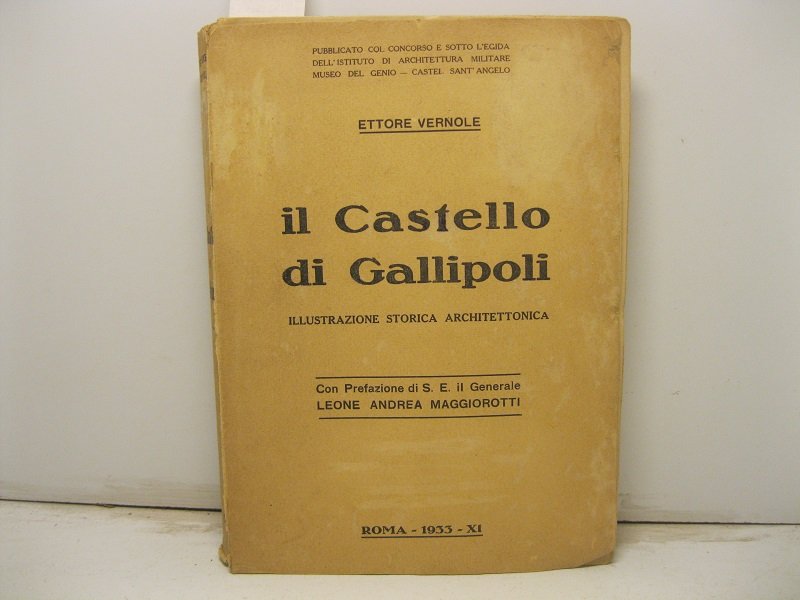 PUBBLICATO COL CONCORSO E SOTTO L'EGIDA
DELL'ISTITUTO DI ARCHITETTURA MILITARE
MUSEO DEL GENIO — CASTEL SANT'ANGELO
ETTORE VERNOLE
il Castello
di Gallipoli
ILLUSTRAZIONE STORICA ARCHITETTONICA
Con Prefazione di S. E. il Generale
LEONE ANDREA MAGGIOROTTI
ROMA - 1933 - XI